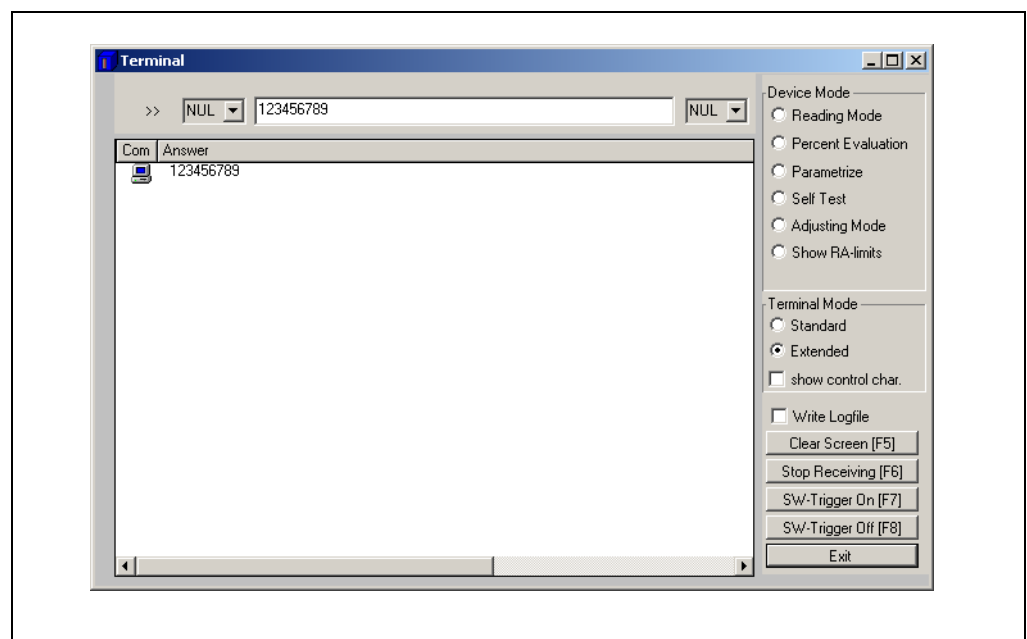 Terminal
>> NUL 123456789 NUL
Com Answer
123456789
Device Mode
Reading Mode
Percent Evaluation
Parametrize
Self Test
Adjusting Mode
Show RA-limits
Terminal Mode
Standard
Extended
show control char.
Write Logfile
Clear Screen [F5]
Stop Receiving [F6]
SW-Trigger On [F7]
SW-Trigger Off [F8]
Exit